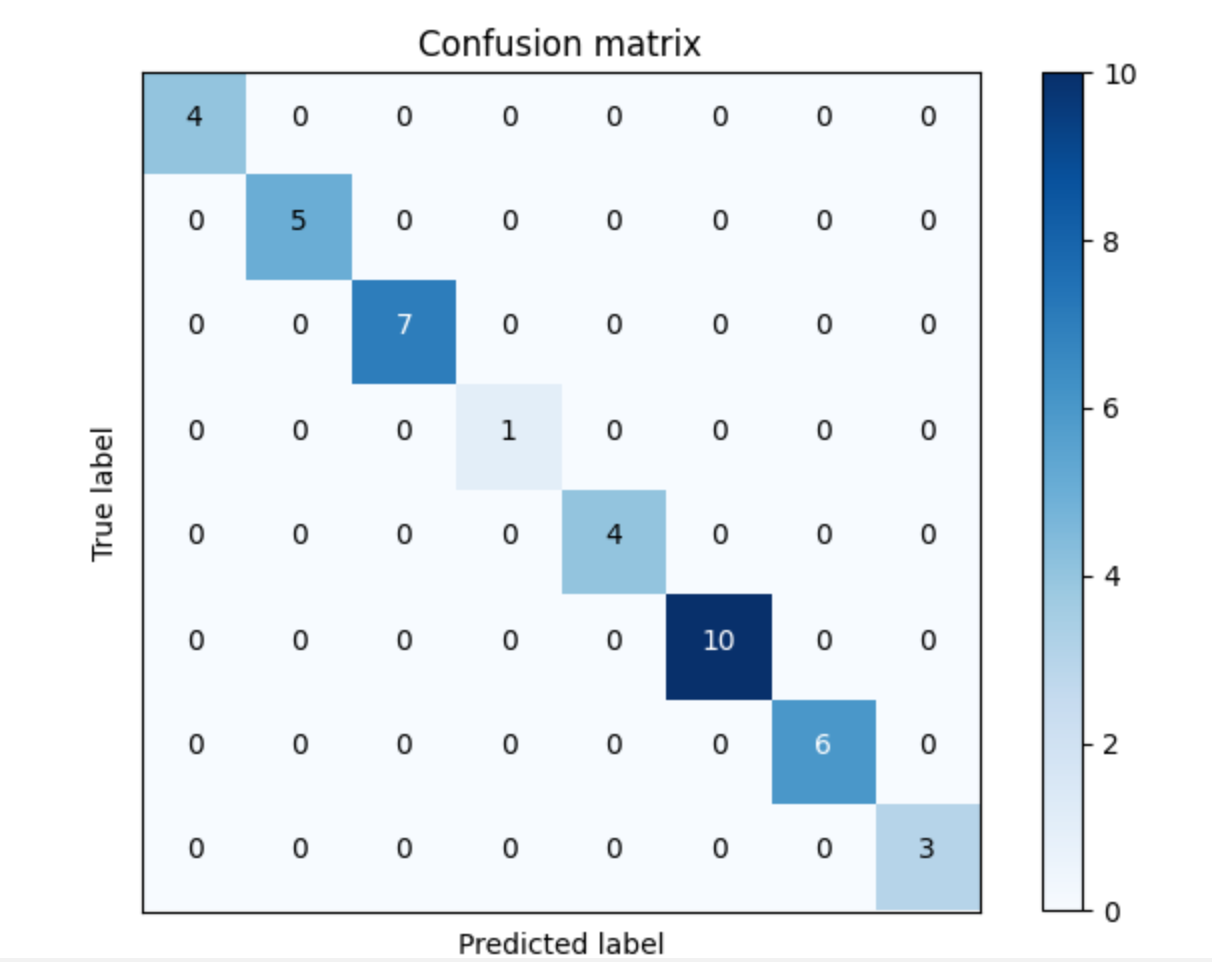 Confusion matrix
4 0 0 0 0 0 0 0
0 5 0 0 0 0 0 0
0 0 7 0 0 0 0 0
0 0 0 1 0 0 0 0
0 0 0 0 4 0 0 0
0 0 0 0 0 10 0 0
0 0 0 0 0 0 6 0
0 0 0 0 0 0 0 3
True label
Predicted label
10
8
6
4
2
0